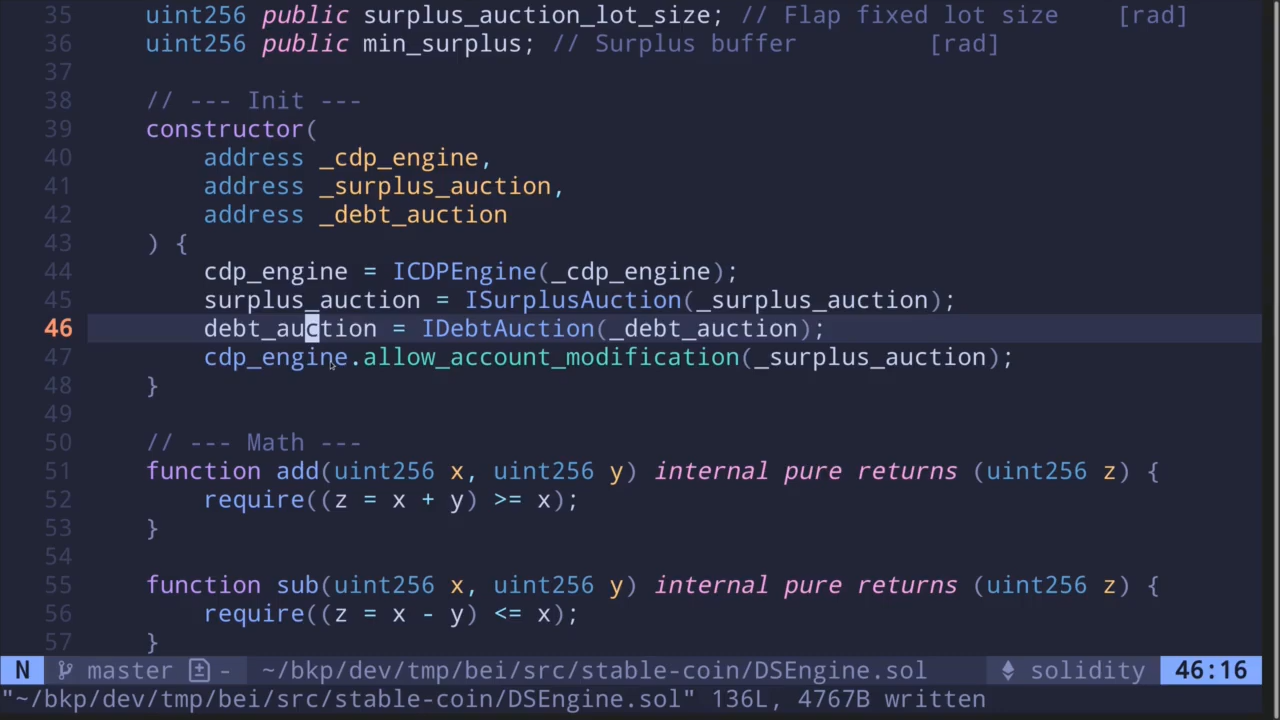 35 uint256 public surplus_auction_lot_size; // Flap fixed lot size [rad]
36 uint256 public min_surplus; // Surplus buffer [rad]
37
38 // --- Init ---
39 constructor(
40 address _cdp_engine,
41 address _surplus_auction,
42 address _debt_auction
43 ) {
44 cdp_engine = ICDPEngine(_cdp_engine);
45 surplus_auction = ISurplusAuction(_surplus_auction);
46 debt_auction = IDebtAuction(_debt_auction);
47 cdp_engine.allow_account_modification(_surplus_auction);
48 }
49
50 // --- Math ---
51 function add(uint256 x, uint256 y) internal pure returns (uint256 z) {
52 require((z = x + y) >= x);
53 }
54
55 function sub(uint256 x, uint256 y) internal pure returns (uint256 z) {
56 require((z = x - y) <= x);
57 }
N master - ~/bkp/dev/tmp/bei/src/stable-coin/DSEngine.sol solidity 46:16
"~/bkp/dev/tmp/bei/src/stable-coin/DSEngine.sol" 136L, 4767B written